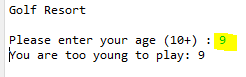 Golf Resort
Please enter your age (10+) : 9
You are too young to play: 9